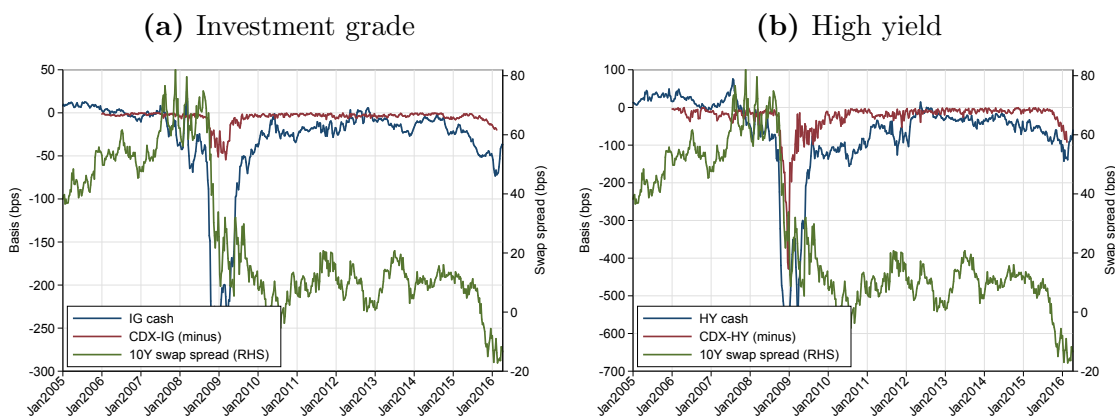 (a) Investment grade
50
0
-50
-100
-150
-200
-250
-300
Basis (bps)
80
60
40
20
0
-20
Swap spread (bps)
IG cash
CDX-IG (minus)
10Y swap spread (RHS)
Jan2005
Jan2006
Jan2007
Jan2008
Jan2009
Jan2010
Jan2011
Jan2012
Jan2013
Jan2014
Jan2015
Jan2016
(b) High yield
100
0
-100
-200
-300
-400
-500
-600
-700
Basis (bps)
80
60
40
20
0
-20
Swap spread (bps)
HY cash
CDX-HY (minus)
10Y swap spread (RHS)
Jan2005
Jan2006
Jan2007
Jan2008
Jan2009
Jan2010
Jan2011
Jan2012
Jan2013
Jan2014
Jan2015
Jan2016